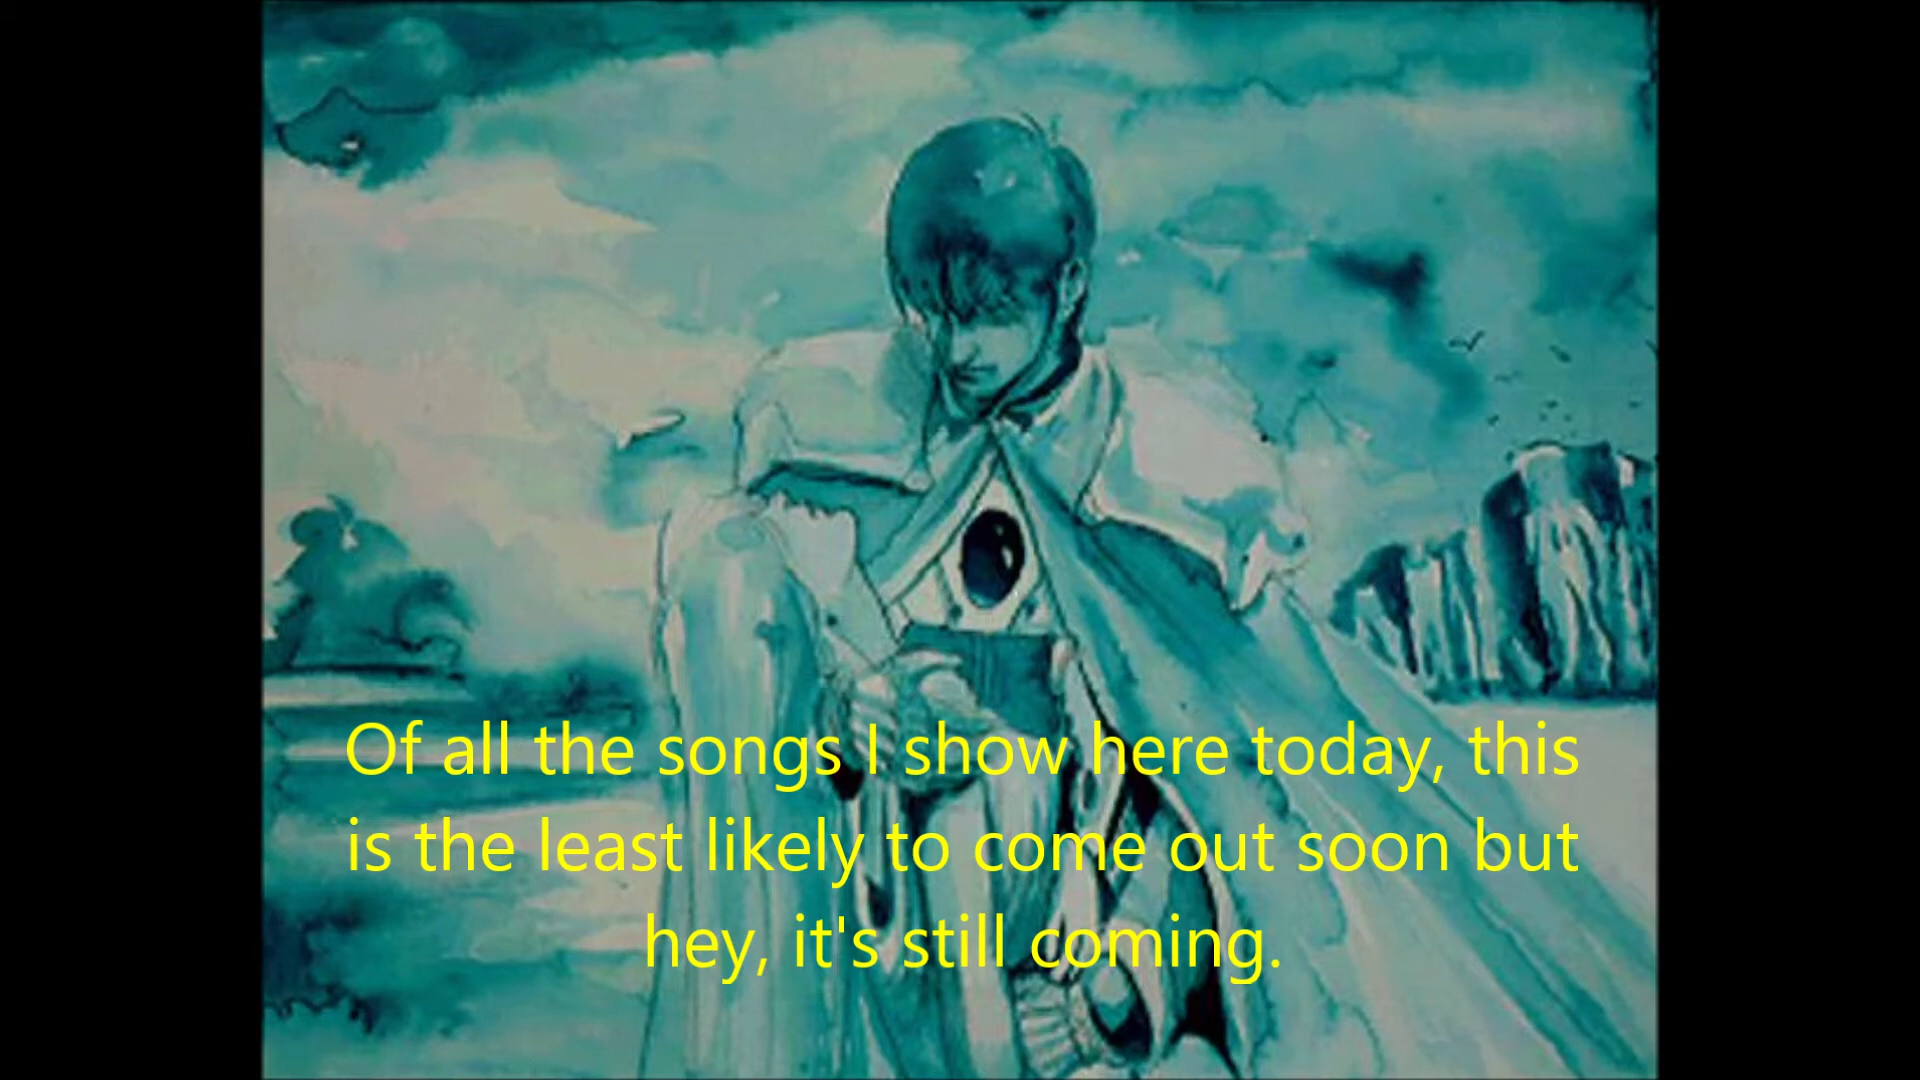 Of all the songs I show here today, this
is the least likely to come out soon but
hey, it's still coming.